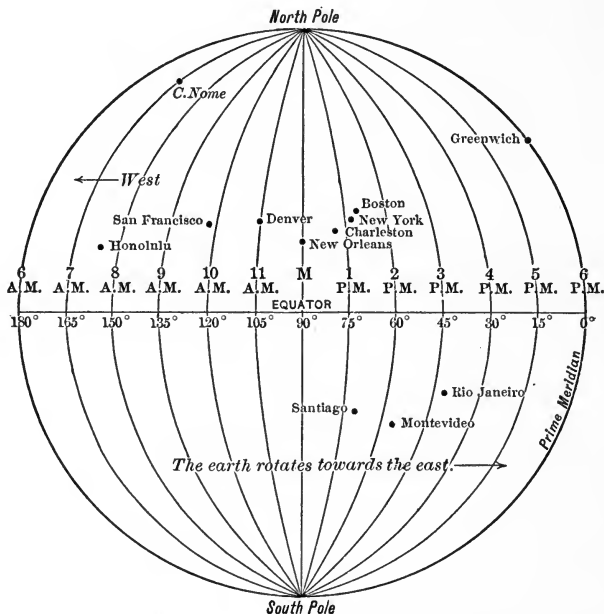 North Pole
C.Nome
Greenwich
West
Boston
San Francisco
Denver
New York
Charleston
Honolulu
New Orleans
6 7 8 9 10 11 M 1 2 3 4 5 6
A.M. A.M. A.M. A.M. A.M. A.M. P.M. P.M. P.M. P.M. P.M. P.M.
EQUATOR
180° 165° 150° 135° 120° 105° 90° 75° 60° 45° 30° 15° 0°
Rio Janeiro
Santiago
Montevideo
Prime Meridian
The earth rotates towards the east.
South Pole